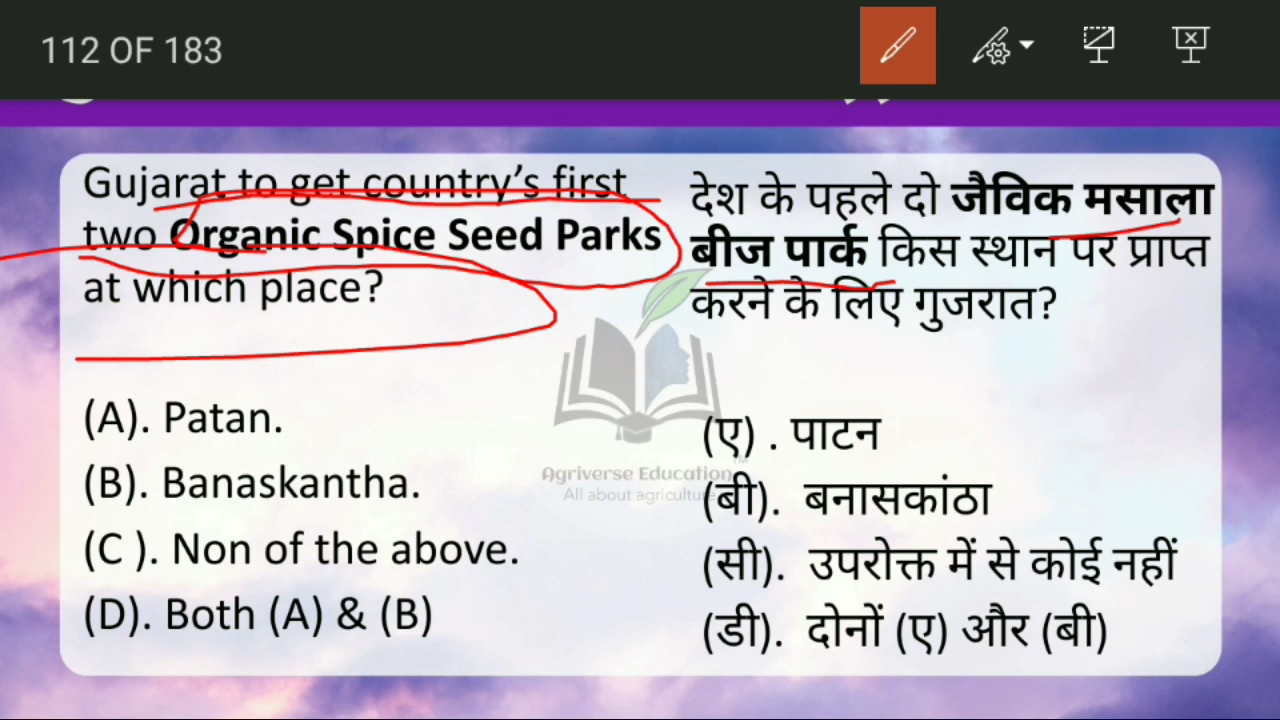 112 OF 183
Gujarat to get country's first
two Organic Spice Seed Parks
at which place?
(A). Patan.
(B). Banaskantha.
(C ). Non of the above.
(D). Both (A) & (B)
देश के पहले दो जैविक मसाला
बीज पार्क किस स्थान पर प्राप्त
करने के लिए गुजरात?
(ए) . पाटन
(बी). बनासकांठा
(सी). उपरोक्त में से कोई नहीं
(डी). दोनों (ए) और (बी)
Agriverse Education™
All about agriculture